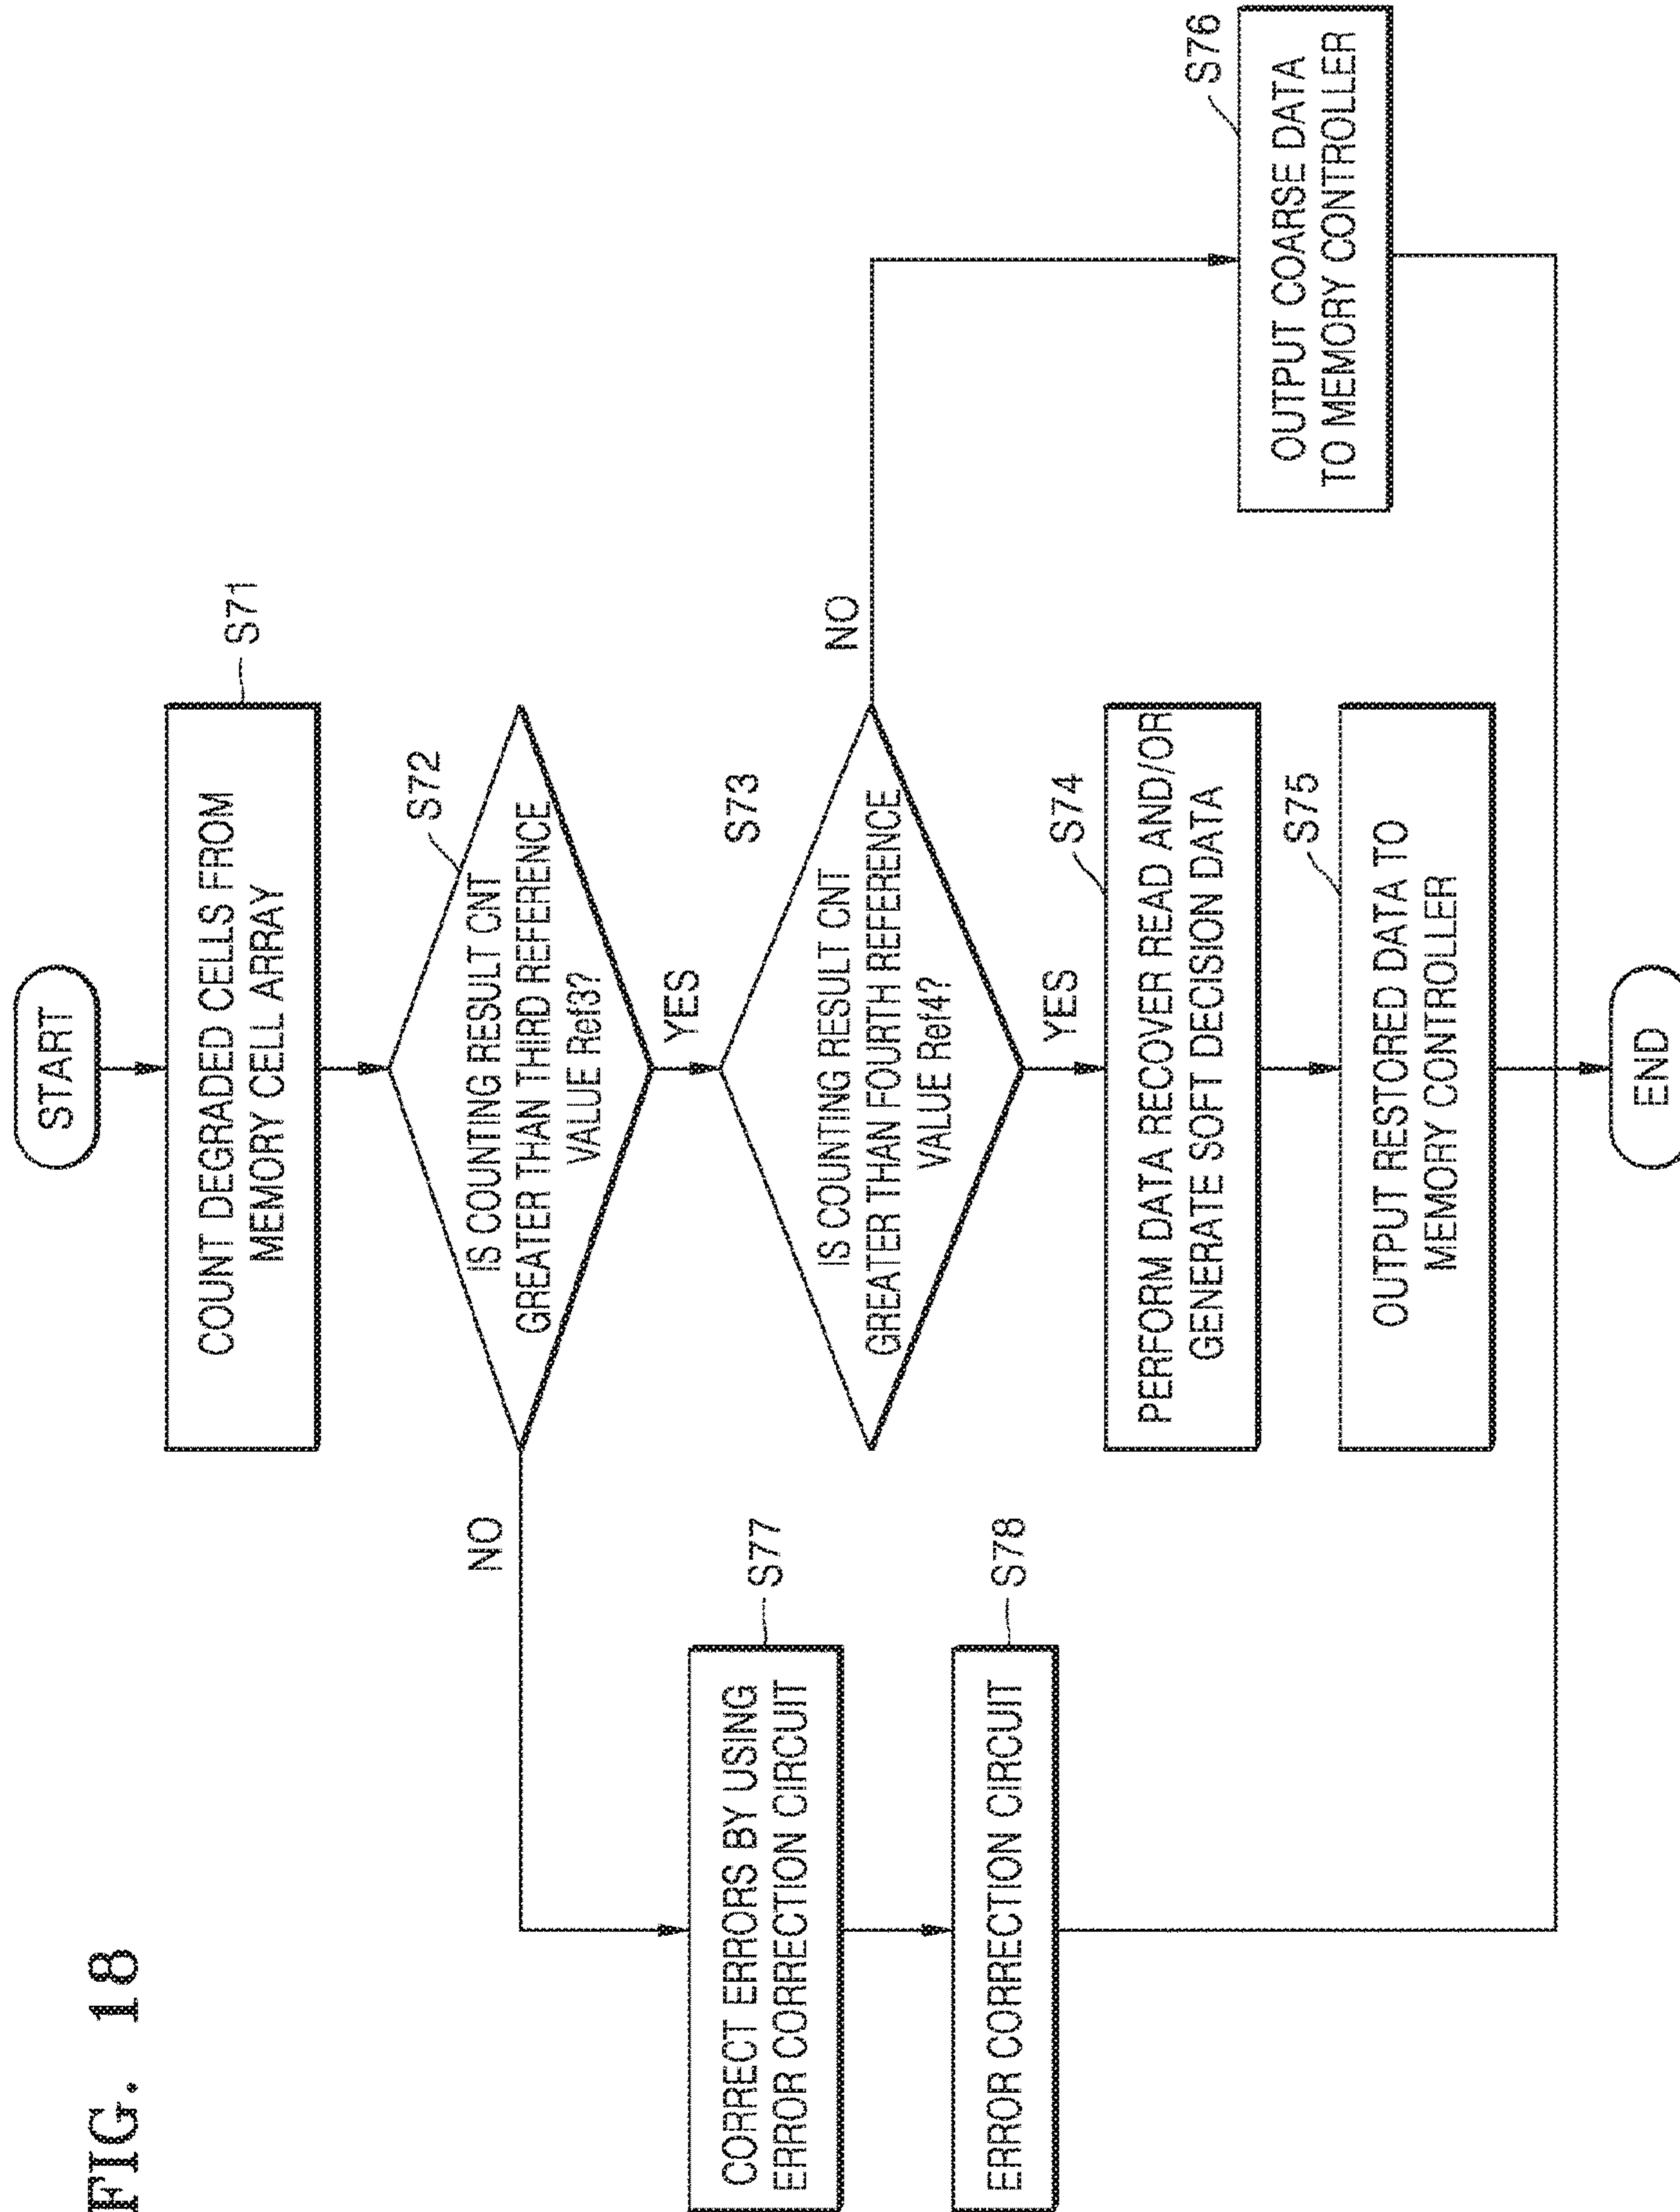 FIG. 18
START
COUNT DEGRADED CELLS FROM
MEMORY CELL ARRAY
S71
IS COUNTING RESULT CNT
GREATER THAN THIRD REFERENCE
VALUE Ref3?
S72
NO
YES
IS COUNTING RESULT CNT
GREATER THAN FOURTH REFERENCE
VALUE Ref4?
S73
NO
YES
CORRECT ERRORS BY USING
ERROR CORRECTION CIRCUIT
S77
ERROR CORRECTION CIRCUIT
S78
PERFORM DATA RECOVER READ AND/OR
GENERATE SOFT DECISION DATA
S74
OUTPUT RESTORED DATA TO
MEMORY CONTROLLER
S75
OUTPUT COARSE DATA
TO MEMORY CONTROLLER
S76
END